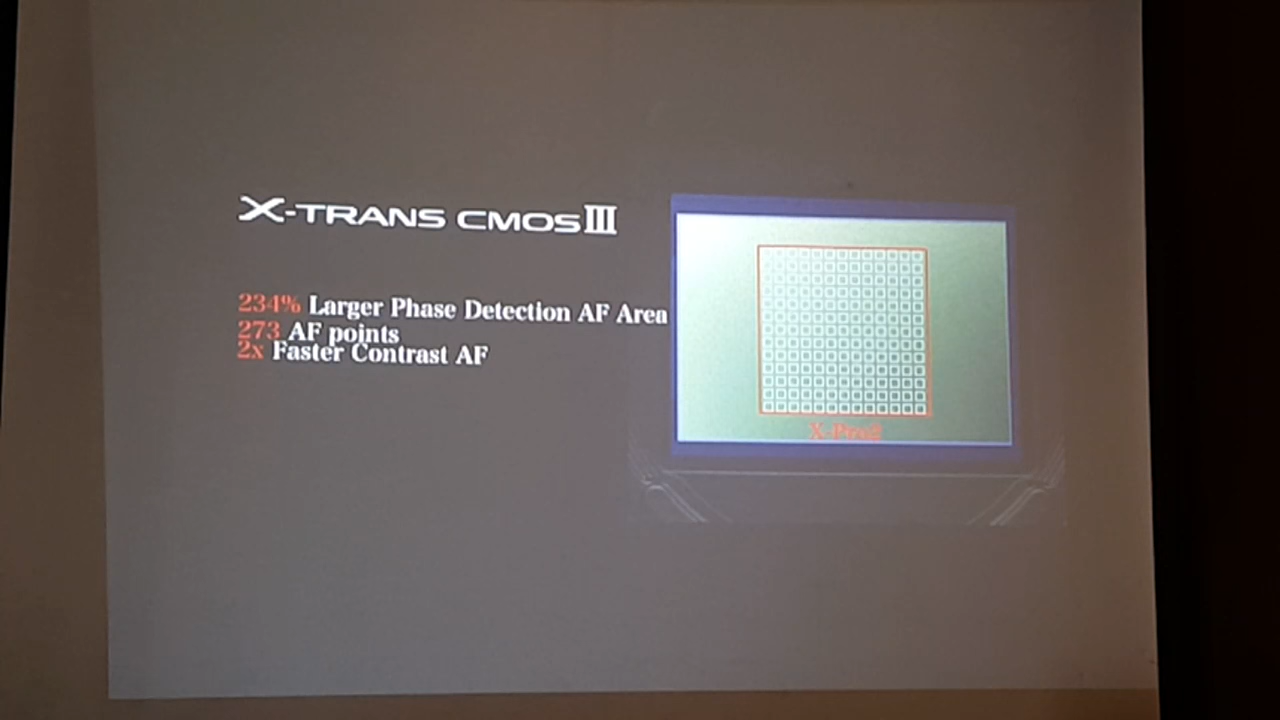 X-TRANS CMOS III
234% Larger Phase Detection AF Area
273 AF points
2x Faster Contrast AF
X-Pro2